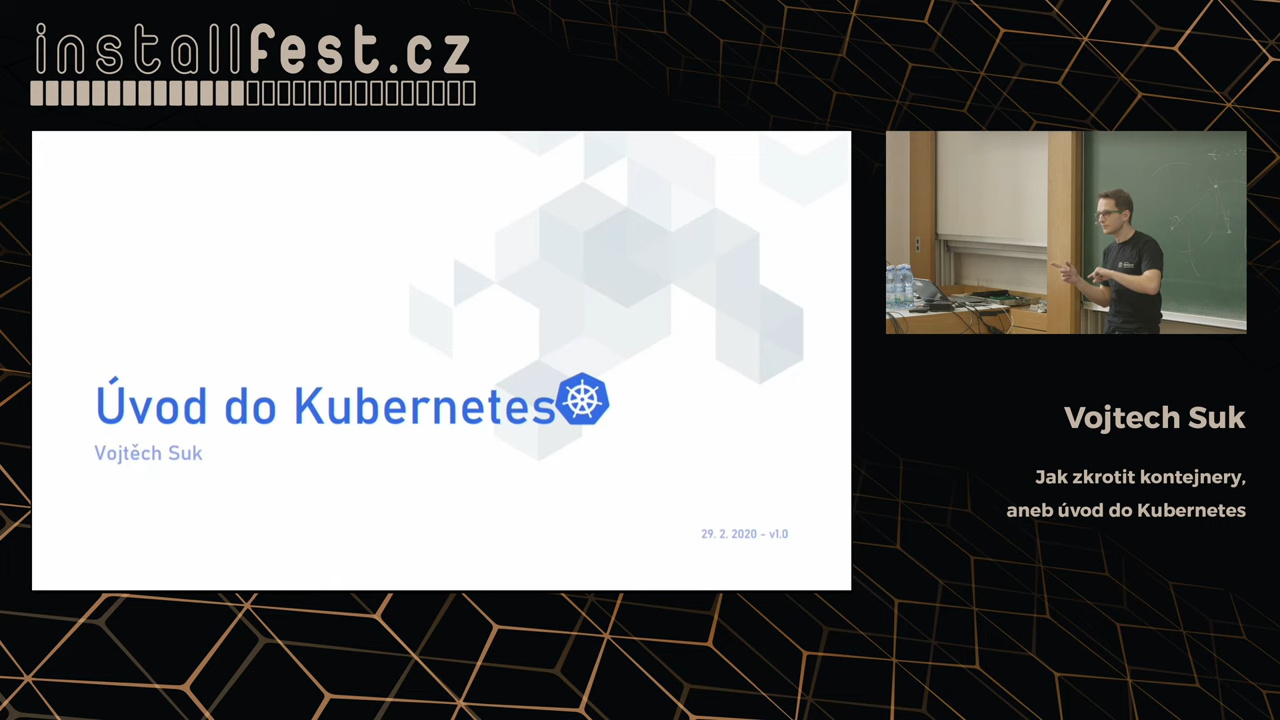 installfest.cz
Úvod do Kubernetes
Vojtěch Suk
29. 2. 2020 - v1.0
Vojtech Suk
Jak zkrotit kontejnery,
aneb úvod do Kubernetes